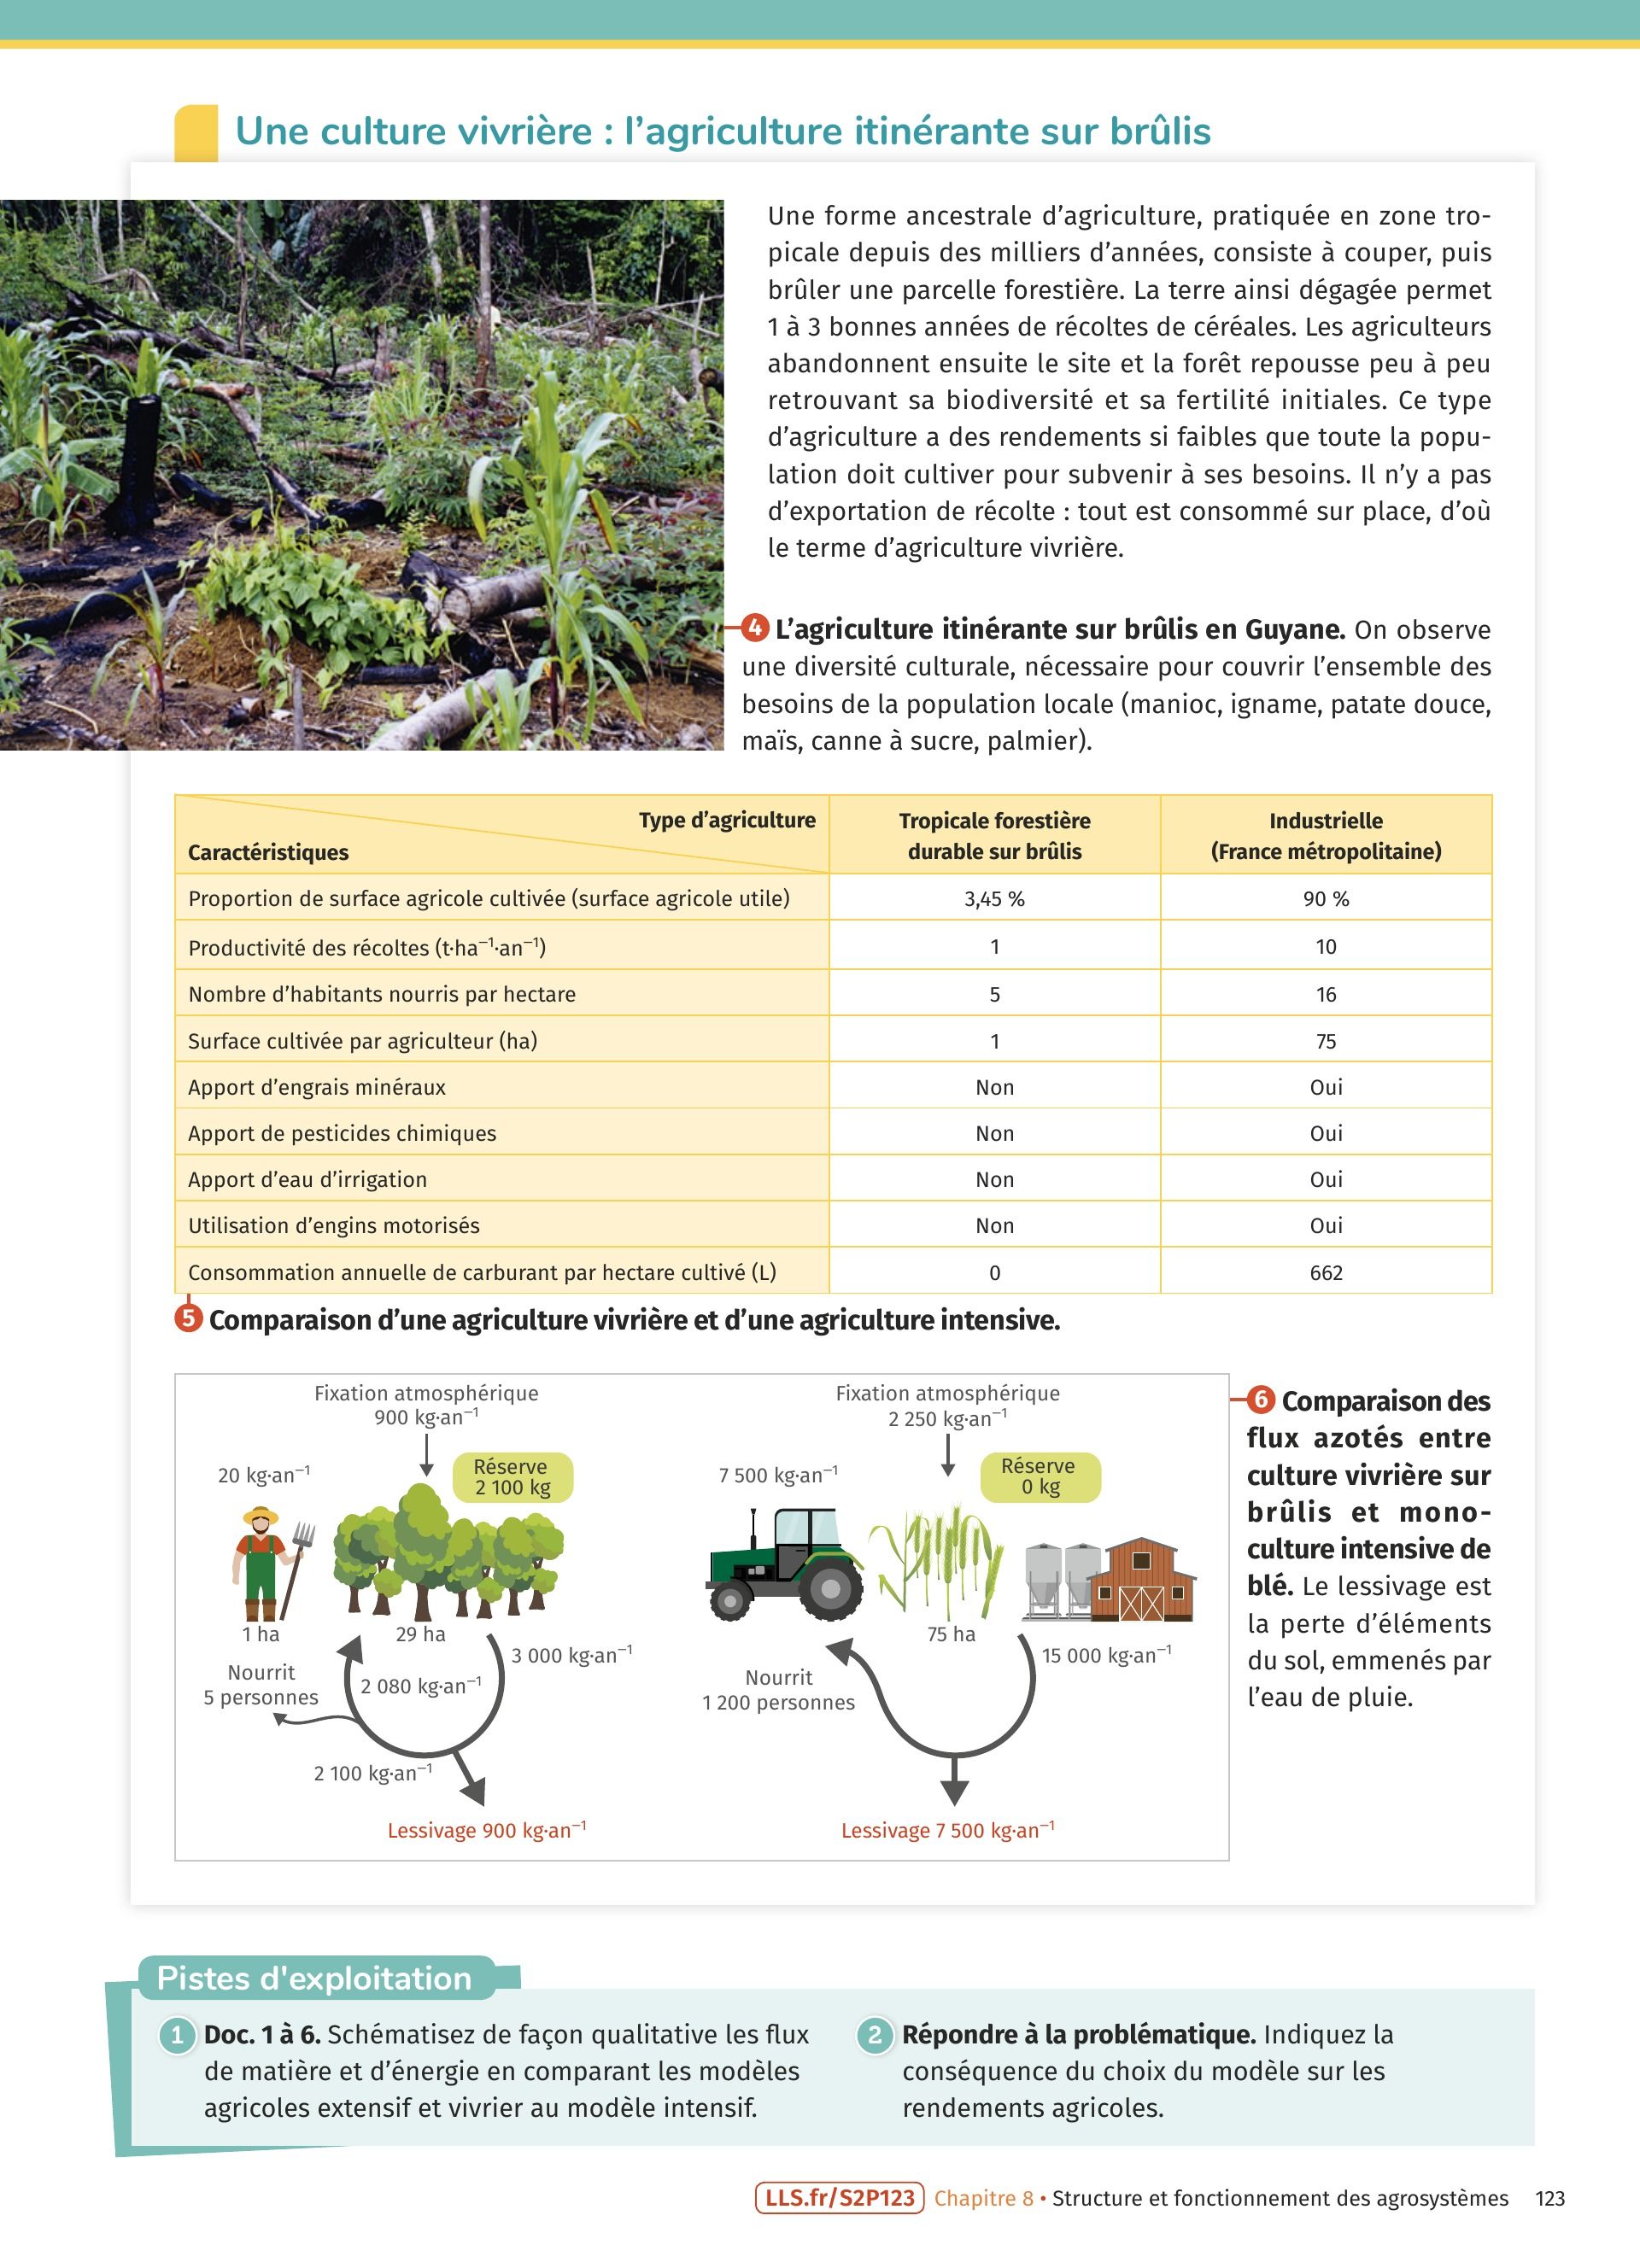 Une culture vivrière : l’agriculture itinérante sur brûlis
Une forme ancestrale d’agriculture, pratiquée en zone tro-
picale depuis des milliers d’années, consiste à couper, puis
brûler une parcelle forestière. La terre ainsi dégagée permet
1 à 3 bonnes années de récoltes de céréales. Les agriculteurs
abandonnent ensuite le site et la forêt repousse peu à peu
retrouvant sa biodiversité et sa fertilité initiales. Ce type
d’agriculture a des rendements si faibles que toute la popu-
lation doit cultiver pour subvenir à ses besoins. Il n’y a pas
d’exportation de récolte : tout est consommé sur place, d’où
le terme d’agriculture vivrière.
4 L’agriculture itinérante sur brûlis en Guyane. On observe
une diversité culturale, nécessaire pour couvrir l’ensemble des
besoins de la population locale (manioc, igname, patate douce,
maïs, canne à sucre, palmier).
Type d’agriculture
Caractéristiques
Tropicale forestière
durable sur brûlis
Industrielle
(France métropolitaine)
Proportion de surface agricole cultivée (surface agricole utile) 3,45 % 90 %
Productivité des récoltes (t·ha⁻¹·an⁻¹) 1 10
Nombre d’habitants nourris par hectare 5 16
Surface cultivée par agriculteur (ha) 1 75
Apport d’engrais minéraux Non Oui
Apport de pesticides chimiques Non Oui
Apport d’eau d’irrigation Non Oui
Utilisation d’engins motorisés Non Oui
Consommation annuelle de carburant par hectare cultivé (L) 0 662
5 Comparaison d’une agriculture vivrière et d’une agriculture intensive.
Fixation atmosphérique
900 kg·an⁻¹
20 kg·an⁻¹
Réserve
2 100 kg
1 ha
29 ha
3 000 kg·an⁻¹
Nourrit
5 personnes
2 080 kg·an⁻¹
2 100 kg·an⁻¹
Lessivage 900 kg·an⁻¹
Fixation atmosphérique
2 250 kg·an⁻¹
7 500 kg·an⁻¹
Réserve
0 kg
75 ha
15 000 kg·an⁻¹
Nourrit
1 200 personnes
Lessivage 7 500 kg·an⁻¹
6 Comparaison des
flux azotés entre
culture vivrière sur
brûlis et mono-
culture intensive de
blé. Le lessivage est
la perte d’éléments
du sol, emmenés par
l’eau de pluie.
Pistes d'exploitation
1 Doc. 1 à 6. Schématisez de façon qualitative les flux
de matière et d’énergie en comparant les modèles
agricoles extensif et vivrier au modèle intensif.
2 Répondre à la problématique. Indiquez la
conséquence du choix du modèle sur les
rendements agricoles.
LLS.fr/S2P123 Chapitre 8 • Structure et fonctionnement des agrosystèmes 123